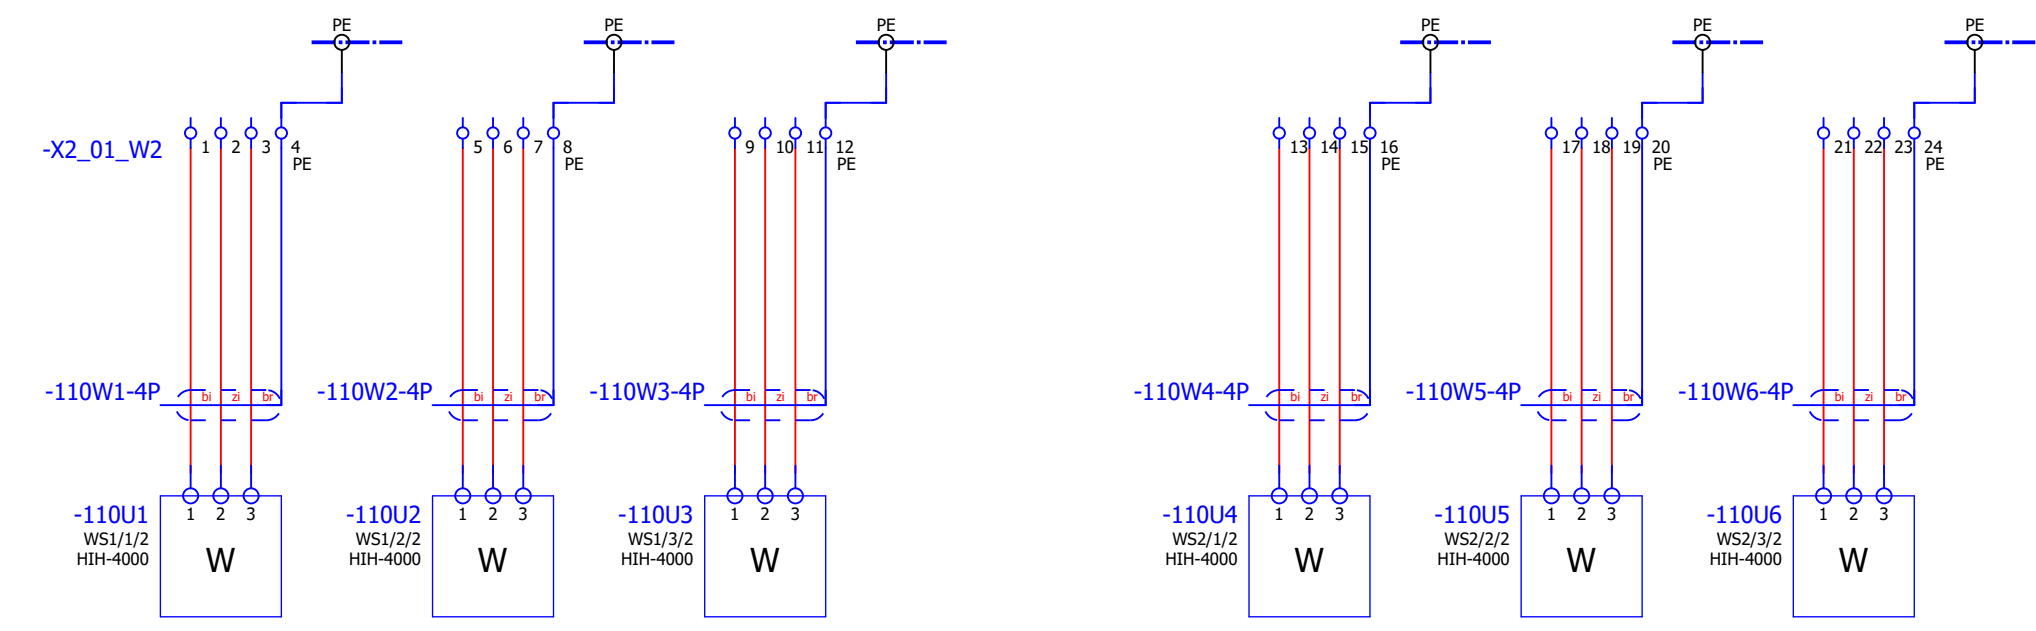 PE PE PE PE PE PE
-X2_01_W2 1 2 3 4 5 6 7 8 9 10 11 12 13 14 15 16 17 18 19 20 21 22 23 24
PE PE PE PE PE PE
-110W1-4P bi zi br -110W2-4P bi zi br -110W3-4P bi zi br -110W4-4P bi zi br -110W5-4P bi zi br -110W6-4P bi zi br
-110U1 1 2 3 -110U2 1 2 3 -110U3 1 2 3 -110U4 1 2 3 -110U5 1 2 3 -110U6 1 2 3
WS1/1/2 WS1/2/2 WS1/3/2 WS2/1/2 WS2/2/2 WS2/3/2
HIH-4000 W HIH-4000 W HIH-4000 W HIH-4000 W HIH-4000 W HIH-4000 W